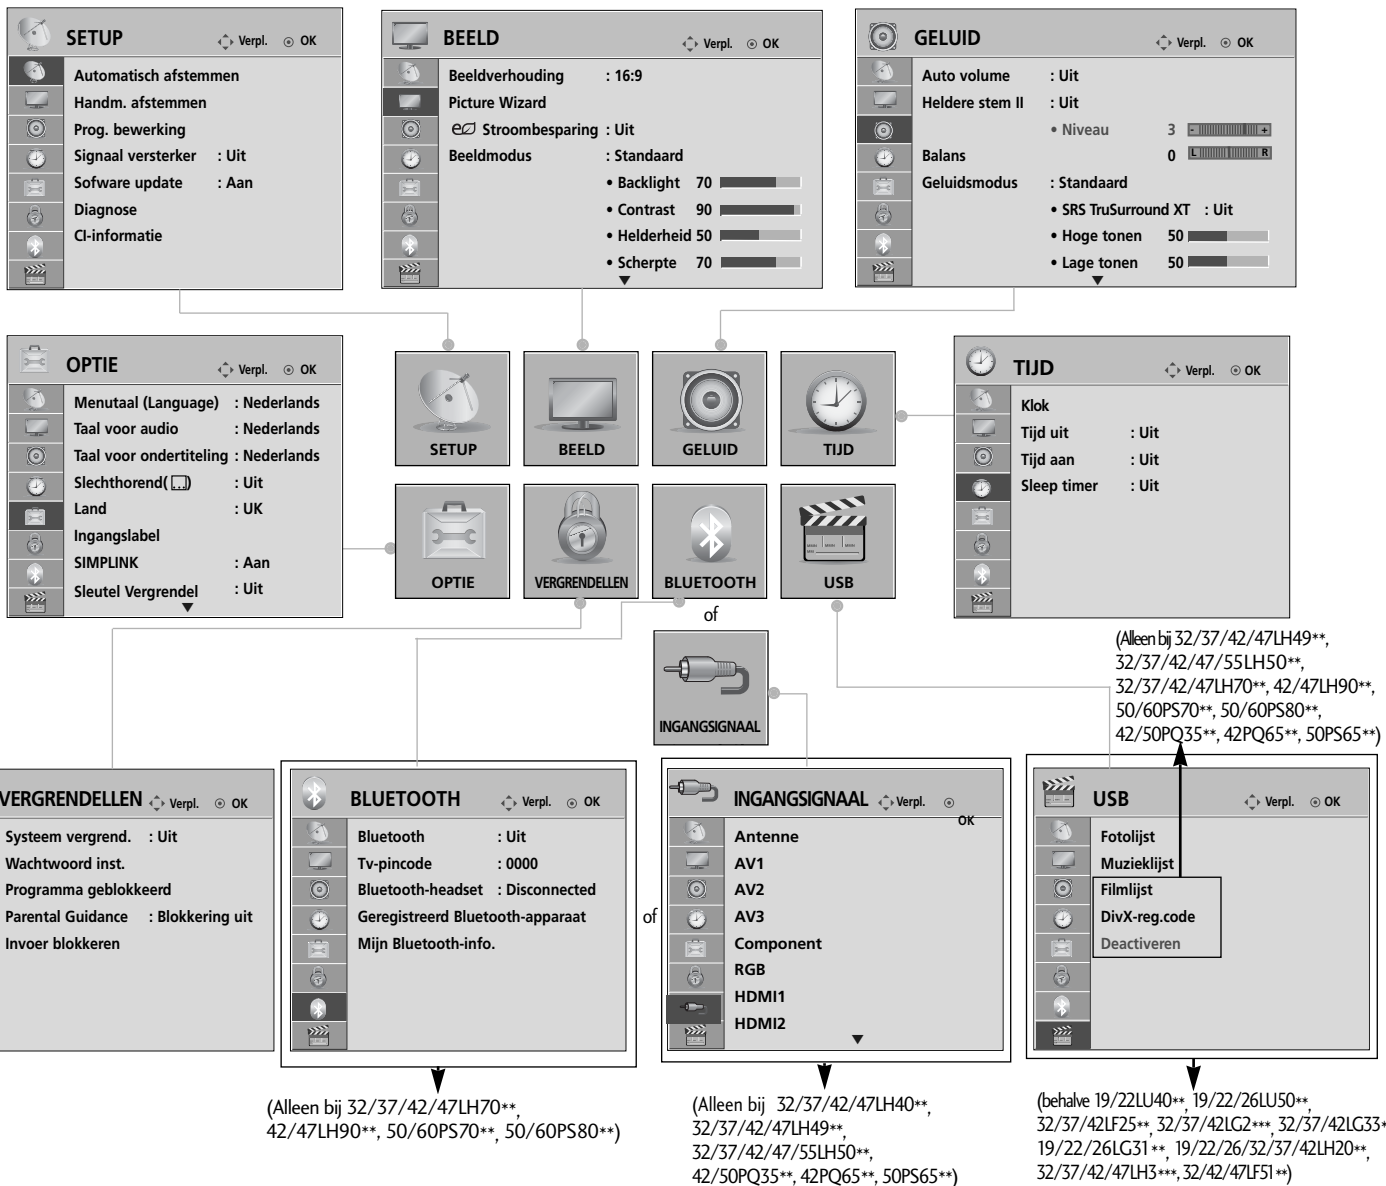 SETUP
Verpl. OK
Automatisch afstemmen
Handm. afstemmen
Prog. bewerking
Signaal versterker : Uit
Sofware update : Aan
Diagnose
CI-informatie
BEELD
Verpl. OK
Beeldverhouding : 16:9
Picture Wizard
Stroombesparing : Uit
Beeldmodus : Standaard
• Backlight 70
• Contrast 90
• Helderheid 50
• Scherpte 70
▼
GELUID
Verpl. OK
Auto volume : Uit
Heldere stem II : Uit
• Niveau 3 - +
Balans 0 L R
Geluidsmodus : Standaard
• SRS TruSurround XT : Uit
• Hoge tonen 50
• Lage tonen 50
▼
OPTIE
Verpl. OK
Menutaal (Language) : Nederlands
Taal voor audio : Nederlands
Taal voor ondertiteling : Nederlands
Slechthorend( ) : Uit
Land : UK
Ingangslabel
SIMPLINK : Aan
Sleutel Vergrendel : Uit
▼
SETUP
BEELD
GELUID
TIJD
OPTIE
VERGRENDELLEN
BLUETOOTH
USB
of
INGANGSIGNAAL
TIJD
Verpl. OK
Klok
Tijd uit : Uit
Tijd aan : Uit
Sleep timer : Uit
(Alleen bij 32/37/42/47LH49**,
32/37/42/47/55LH50**,
32/37/42/47LH70**, 42/47LH90**,
50/60PS70**, 50/60PS80**,
42/50PQ35**, 42PQ65**, 50PS65**)
VERGRENDELLEN
Verpl. OK
Systeem vergrend. : Uit
Wachtwoord inst.
Programma geblokkeerd
Parental Guidance : Blokkering uit
Invoer blokkeren
BLUETOOTH
Verpl. OK
Bluetooth : Uit
Tv-pincode : 0000
Bluetooth-headset : Disconnected
Geregistreerd Bluetooth-apparaat
Mijn Bluetooth-info.
of
INGANGSIGNAAL
Verpl. OK
Antenne
AV1
AV2
AV3
Component
RGB
HDMI1
HDMI2
▼
USB
Verpl. OK
Fotolijst
Muzieklijst
Filmlijst
DivX-reg.code
Deactiveren
(Alleen bij 32/37/42/47LH70**,
42/47LH90**, 50/60PS70**, 50/60PS80**)
(Alleen bij 32/37/42/47LH40**,
32/37/42/47LH49**,
32/37/42/47/55LH50**,
42/50PQ35**, 42PQ65**, 50PS65**)
(behalve 19/22LU40**, 19/22/26LU50**,
32/37/42LF25**, 32/37/42LG2***, 32/37/42LG33*
19/22/26LG31**, 19/22/26/32/37/42LH20**,
32/37/42/47LH3***, 32/42/47LF51**)